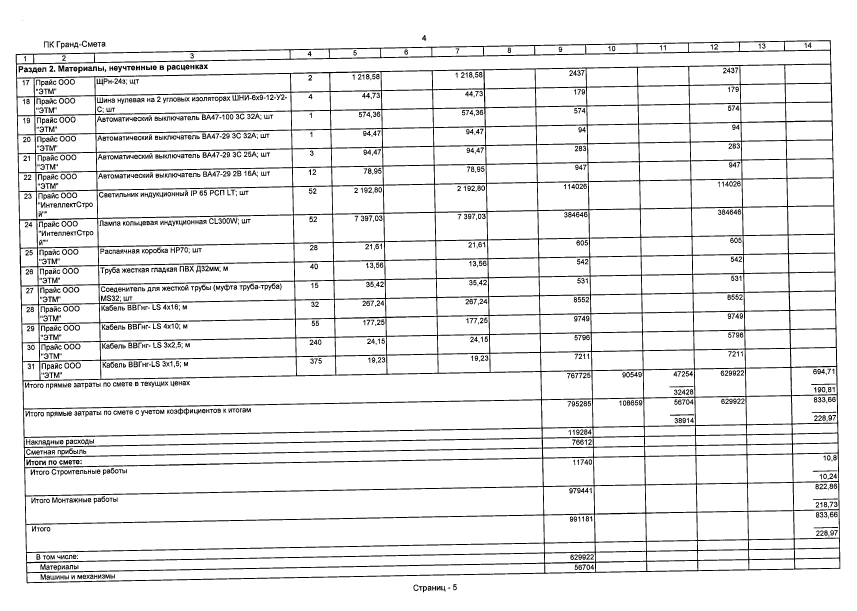 ПК Гранд-Смета
4
1 2 3 4 5 6 7 8 9 10 11 12 13 14
Раздел 2. Материалы, неучтенные в расценках
17 Прайс ООО "ЭТМ" ЩРн-24з; щт 2 1 218,58 1 218,58 2437 2437
18 Прайс ООО "ЭТМ" Шина нулевая на 2 угловых изоляторах ШНИ-6х9-12-У2-С; шт 4 44,73 44,73 179 179
19 Прайс ООО "ЭТМ" Автоматический выключатель ВА47-100 3С 32А; шт 1 574,36 574,36 574 574
20 Прайс ООО "ЭТМ" Автоматический выключатель ВА47-29 3С 32А; шт 1 94,47 94,47 94 94
21 Прайс ООО "ЭТМ" Автоматический выключатель ВА47-29 3С 25А; шт 3 94,47 94,47 283 283
22 Прайс ООО "ЭТМ" Автоматический выключатель ВА47-29 2В 16А; шт 12 78,95 78,95 947 947
23 Прайс ООО "ИнтеллектСтрой"" Светильник индукционный IP 65 РСП LT; шт 52 2 192,80 2 192,80 114026 114026
24 Прайс ООО "ИнтеллектСтрой"" Лампа кольцевая индукционная CL300W; шт 52 7 397,03 7 397,03 384646 384646
25 Прайс ООО "ЭТМ" Распаячная коробка НР70; шт 28 21,61 21,61 605 605
26 Прайс ООО "ЭТМ" Труба жесткая гладкая ПВХ Д32мм; м 40 13,56 13,56 542 542
27 Прайс ООО "ЭТМ" Соеденитель для жесткой трубы (муфта труба-труба) MS32; шт 15 35,42 35,42 531 531
28 Прайс ООО "ЭТМ" Кабель ВВГнг- LS 4х16; м 32 267,24 267,24 8552 8552
29 Прайс ООО "ЭТМ" Кабель ВВГнг- LS 4х10; м 55 177,25 177,25 9749 9749
30 Прайс ООО "ЭТМ" Кабель ВВГнг- LS 3х2,5; м 240 24,15 24,15 5796 5796
31 Прайс ООО "ЭТМ" Кабель ВВГнг-LS 3х1,5; м 375 19,23 19,23 7211 7211
Итого прямые затраты по смете в текущих ценах 767725 90549 47254 629922 694,71
32428 190,81
Итого прямые затраты по смете с учетом коэффициентов к итогам 795285 108659 56704 629922 833,66
38914 228,97
Накладные расходы 119284
Сметная прибыль 76612
Итоги по смете:
Итого Строительные работы 11740 10,8
10,24
Итого Монтажные работы 979441 822,86
218,73
Итого 991181 833,66
228,97
В том числе:
Материалы 629922
Машины и механизмы 56704
Страниц - 5